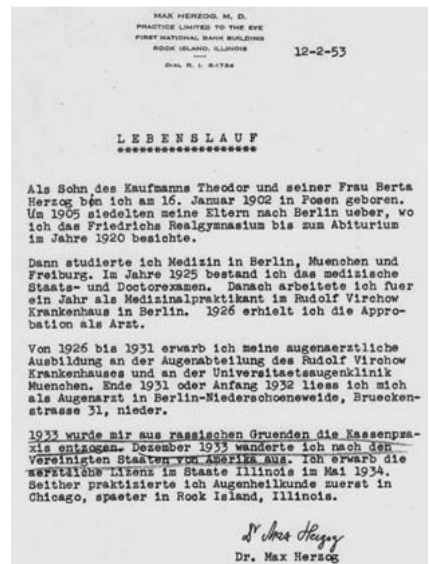 MAX HERZOG, M. D.
PRACTICE LIMITED TO THE EYE
FIRST NATIONAL BANK BUILDING
ROCK ISLAND, ILLINOIS
DIAL R. I. 8-1734
12-2-53
LEBENSLAUF
******************
Als Sohn des Kaufmanns Theodor und seiner Frau Berta
Herzog bin ich am 16. Januar 1902 in Posen geboren.
Um 1905 siedelten meine Eltern nach Berlin ueber, wo
ich das Friedrichs Realgymnasium bis zum Abiturium
im Jahre 1920 besichte.
Dann studierte ich Medizin in Berlin, Muenchen und
Freiburg. Im Jahre 1925 bestand ich das medizische
Staats- und Doctorexamen. Danach arbeitete ich fuer
ein Jahr als Medizinalpraktikant im Rudolf Virchow
Krankenhaus in Berlin. 1926 erhielt ich die Appro-
bation als Arzt.
Von 1926 bis 1931 erwarb ich meine augenaerztliche
Ausbildung an der Augenabteilung des Rudolf Virchow
Krankenhauses und an der Universitaetsaugenklinik
Muenchen. Ende 1931 oder Anfang 1932 liess ich mich
als Augenarzt in Berlin-Niederschoeneweide, Bruecken-
strasse 31, nieder.
1933 wurde mir aus rassischen Gruenden die Kassenpra-
xis entzogen. Dezember 1933 wanderte ich nach den
Vereinigten Staaten von Amerika aus. Ich erwarb die
aerztliche Lizenz im Staate Illinois im Mai 1934.
Seither praktizierte ich Augenheilkunde zuerst in
Chicago, spaeter in Rock Island, Illinois.
Dr Max Herzog
Dr. Max Herzog